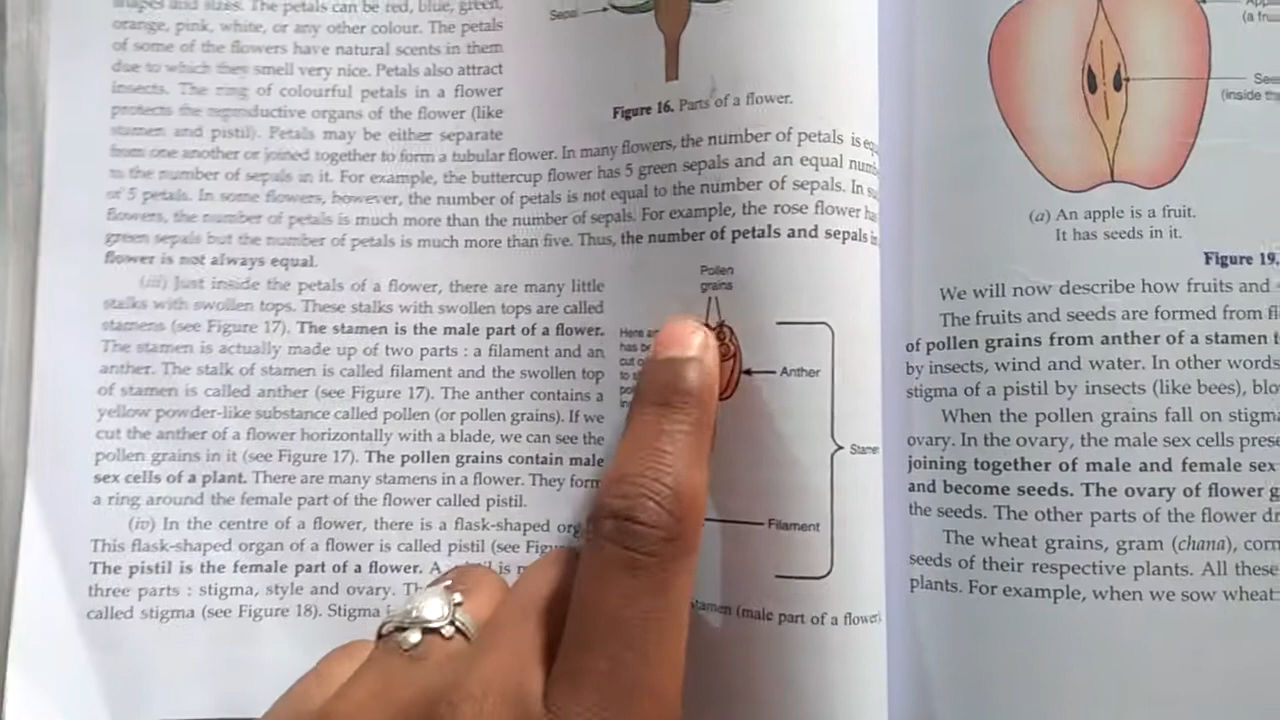 shapes and sizes. The petals can be red, blue, green,
orange, pink, white, or any other colour. The petals
of some of the flowers have natural scents in them
due to which they smell very nice. Petals also attract
insects. The ring of colourful petals in a flower
protects the reproductive organs of the flower (like
stamen and pistil). Petals may be either separate
from one another or joined together to form a tubular flower. In many flowers, the number of petals is
to the number of sepals in it. For example, the buttercup flower has 5 green sepals and an equal
of 5 petals. In some flowers, however, the number of petals is not equal to the number of sepals. In
flowers, the number of petals is much more than the number of sepals. For example, the rose flower
green sepals but the number of petals is much more than five. Thus, the number of petals and sepals
flower is not always equal.
(iii) Just inside the petals of a flower, there are many little
stalks with swollen tops. These stalks with swollen tops are called
stamens (see Figure 17). The stamen is the male part of a flower.
The stamen is actually made up of two parts : a filament and an
anther. The stalk of stamen is called filament and the swollen top
of stamen is called anther (see Figure 17). The anther contains a
yellow powder-like substance called pollen (or pollen grains). If we
cut the anther of a flower horizontally with a blade, we can see the
pollen grains in it (see Figure 17). The pollen grains contain male
sex cells of a plant. There are many stamens in a flower. They form
a ring around the female part of the flower called pistil.
(iv) In the centre of a flower, there is a flask-shaped
This flask-shaped organ of a flower is called pistil (see
The pistil is the female part of a flower. A is
three parts : stigma, style and ovary.
called stigma (see Figure 18). Stigma
Sepal
Figure 16. Parts of a flower.
Pollen
grains
Here
has
cut
to
Anther
Filament
(male part of a flower)
(a) An apple is a fruit.
It has seeds in it.
Figure 19.
We will now describe how fruits and
The fruits and seeds are formed from
of pollen grains from anther of a stamen
by insects, wind and water. In other words
stigma of a pistil by insects (like bees),
When the pollen grains fall on
ovary. In the ovary, the male sex cells
joining together of male and female sex
and become seeds. The ovary of flower
the seeds. The other parts of the flower
The wheat grains, gram (chana),
seeds of their respective plants. All these
plants. For example, when we sow wheat